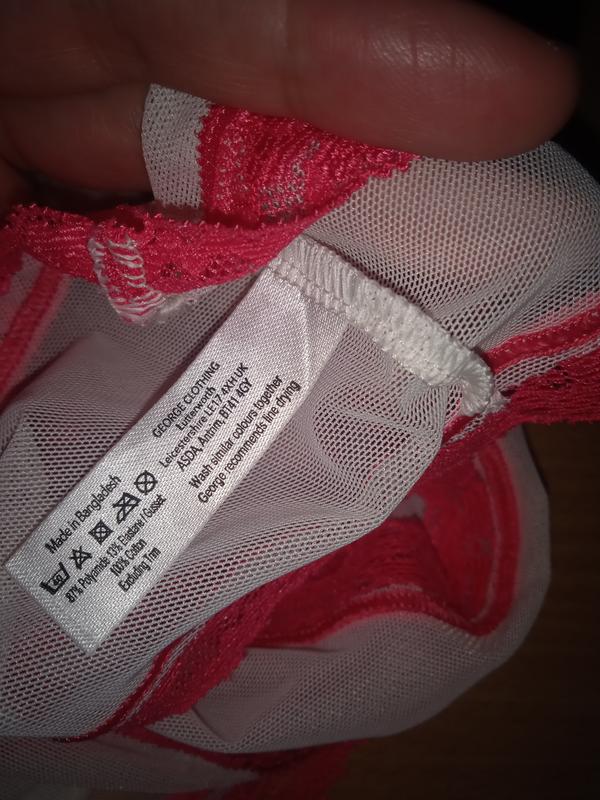 GEORGE CLOTHING
Lutterworth
Leicestershire LE17 4XH UK
ASDA, Antrim, BT41 4GY
Wash similar colours together
George recommends line drying
Made in Bangladesh
87% Polyamide 13% Elastane / Gusset
100% Cotton
Excluding Trim